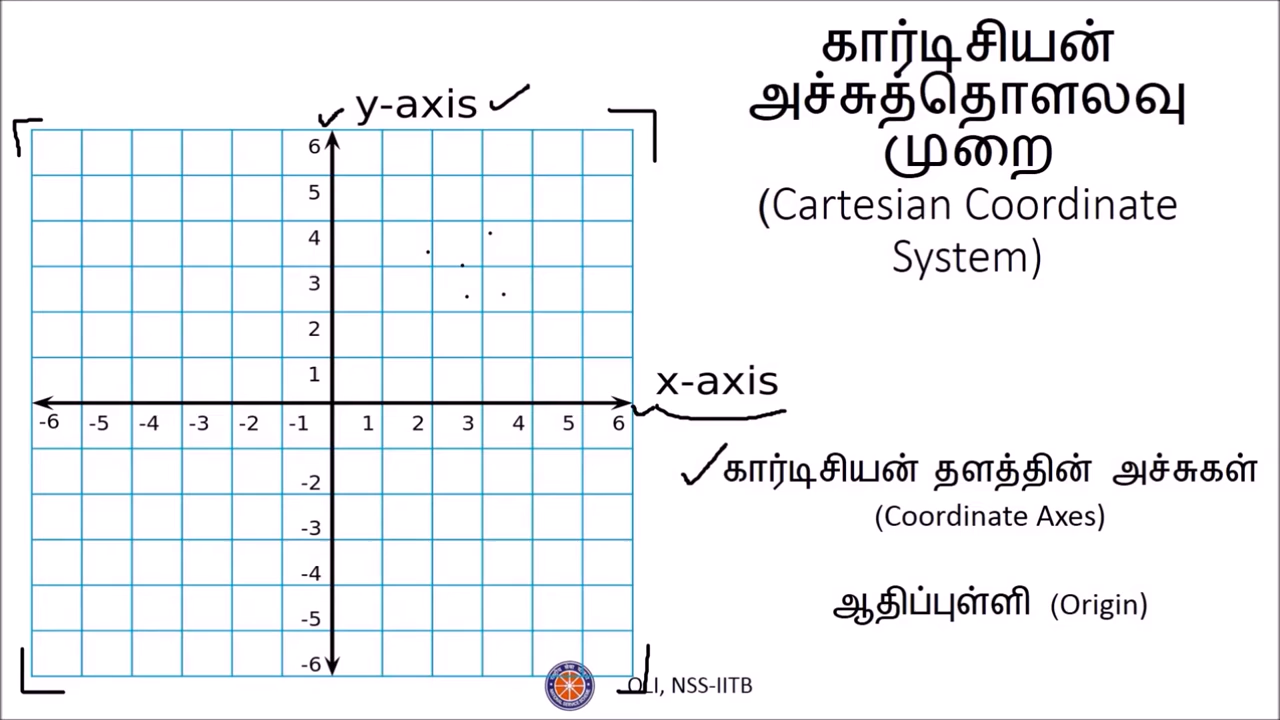 கார்டிசியன்
அச்சுத்தொளலவு
முறை
(Cartesian Coordinate
System)
y-axis
6
5
4
3
2
1
x-axis
-6 -5 -4 -3 -2 -1 1 2 3 4 5 6
-2
-3
-4
-5
-6
கார்டிசியன் தளத்தின் அச்சுகள்
(Coordinate Axes)
ஆதிப்புள்ளி (Origin)
OLI, NSS-IITB